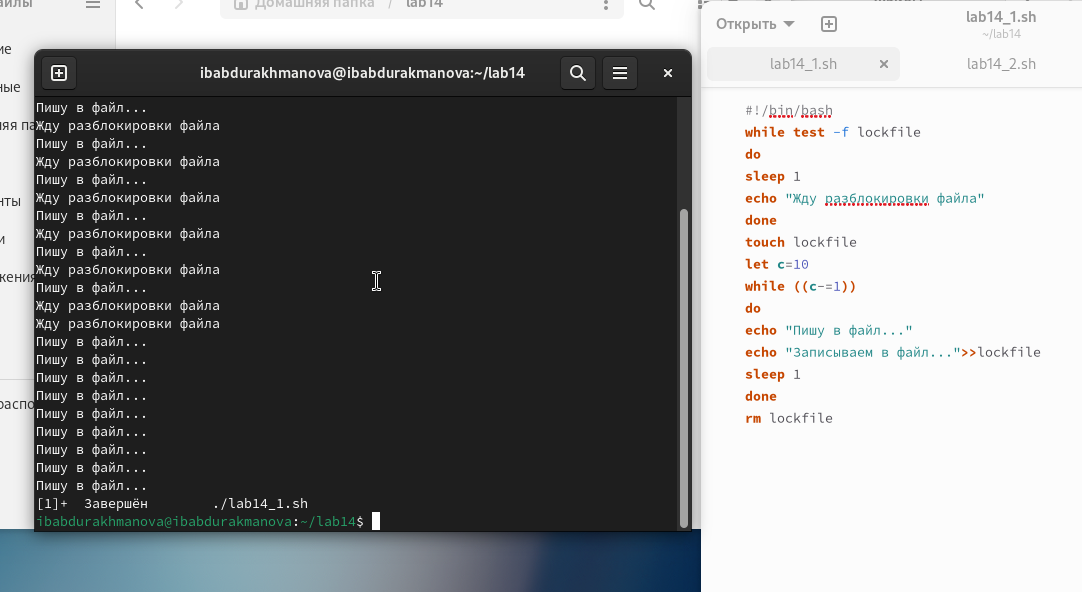 Домашняя папка / lab14
ibabdurakhmanova@ibabdurakmanova:~/lab14
Пишу в файл...
Жду разблокировки файла
Пишу в файл...
Жду разблокировки файла
Пишу в файл...
Жду разблокировки файла
Пишу в файл...
Жду разблокировки файла
Пишу в файл...
Жду разблокировки файла
Пишу в файл...
Жду разблокировки файла
Жду разблокировки файла
Пишу в файл...
Пишу в файл...
Пишу в файл...
Пишу в файл...
Пишу в файл...
Пишу в файл...
Пишу в файл...
Пишу в файл...
Пишу в файл...
[1]+  Завершён        ./lab14_1.sh
ibabdurakhmanova@ibabdurakmanova:~/lab14$
Открыть
lab14_1.sh
~/lab14
lab14_1.sh
lab14_2.sh
#!/bin/bash
while test -f lockfile
do
sleep 1
echo "Жду разблокировки файла"
done
touch lockfile
let c=10
while ((c-=1))
do
echo "Пишу в файл..."
echo "Записываем в файл...">>lockfile
sleep 1
done
rm lockfile